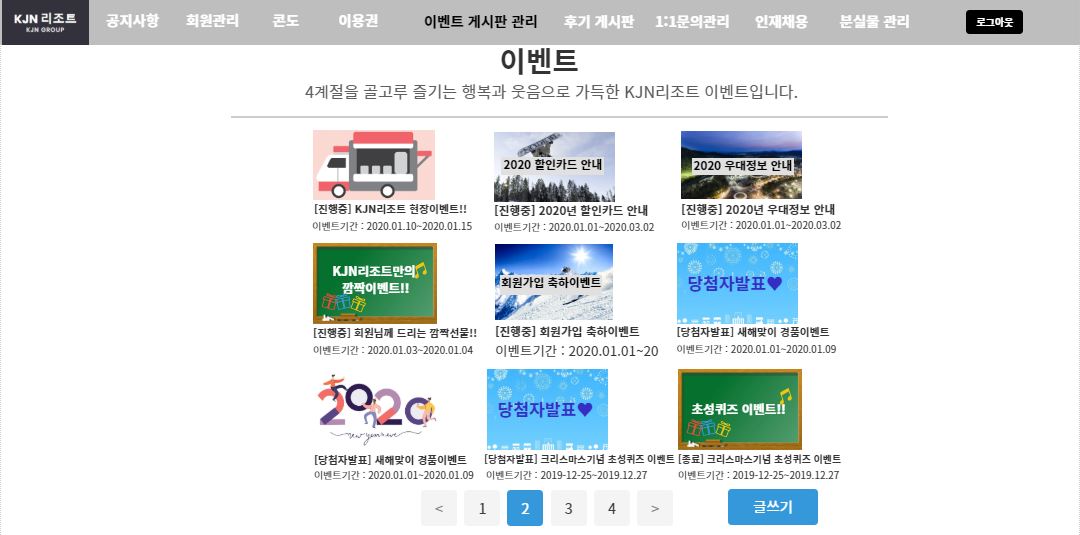 KJN 리조트
KJN GROUP
공지사항 회원관리 콘도 이용권 이벤트 게시판 관리 후기 게시판 1:1문의관리 인재채용 분실물 관리 로그아웃
이벤트
4계절을 골고루 즐기는 행복과 웃음으로 가득한 KJN리조트 이벤트입니다.
[진행중] KJN리조트 현장이벤트!!
이벤트기간 : 2020.01.10~2020.01.15
2020 할인카드 안내
[진행중] 2020년 할인카드 안내
이벤트기간 : 2020.01.01~2020.03.02
2020 우대정보 안내
[진행중] 2020년 우대정보 안내
이벤트기간 : 2020.01.01~2020.03.02
KJN리조트만의
깜짝이벤트!!
[진행중] 회원님께 드리는 깜짝선물!!
이벤트기간 : 2020.01.03~2020.01.04
회원가입 축하이벤트
[진행중] 회원가입 축하이벤트
이벤트기간 : 2020.01.01~20
당첨자발표♥
[당첨자발표] 새해맞이 경품이벤트
이벤트기간 : 2020.01.01~2020.01.09
2020
new year new me
[당첨자발표] 새해맞이 경품이벤트
이벤트기간 : 2020.01.01~2020.01.09
당첨자발표♥
[당첨자발표] 크리스마스기념 초성퀴즈 이벤트
이벤트기간 : 2019-12-25~2019.12.27
초성퀴즈 이벤트!!
[종료] 크리스마스기념 초성퀴즈 이벤트
이벤트기간 : 2019-12-25~2019.12.27
< 1 2 3 4 > 글쓰기